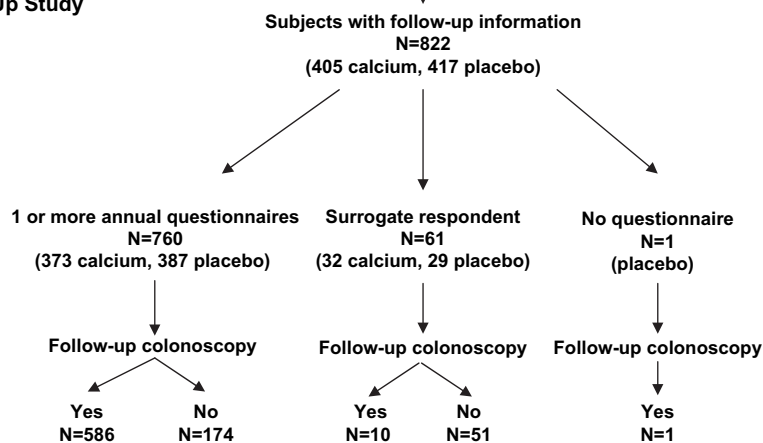 Up Study
Subjects with follow-up information
N=822
(405 calcium, 417 placebo)
1 or more annual questionnaires
N=760
(373 calcium, 387 placebo)
Surrogate respondent
N=61
(32 calcium, 29 placebo)
No questionnaire
N=1
(placebo)
Follow-up colonoscopy
Follow-up colonoscopy
Follow-up colonoscopy
Yes
N=586
No
N=174
Yes
N=10
No
N=51
Yes
N=1